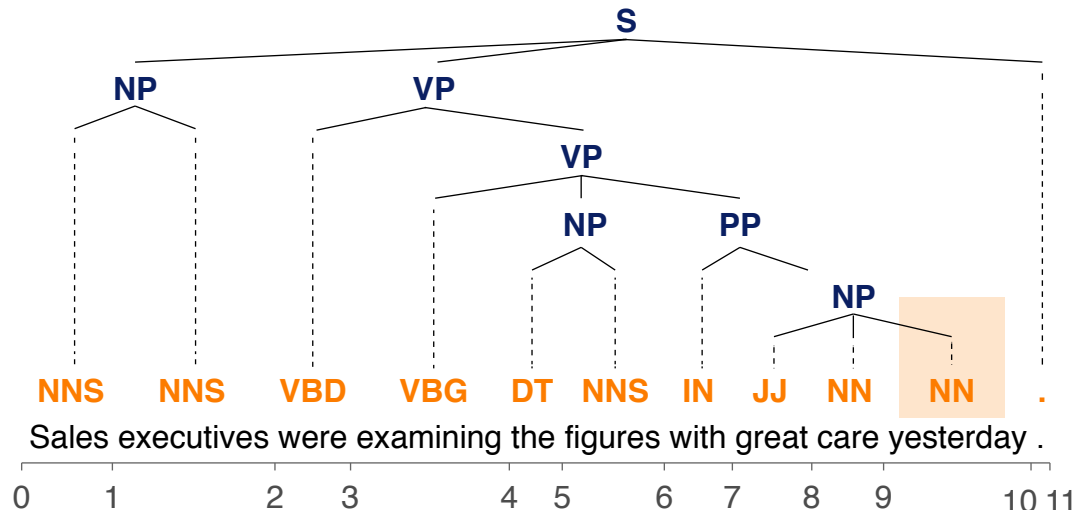 S
NP VP
VP
NP PP
NP
NNS NNS VBD VBG DT NNS IN JJ NN NN .
Sales executives were examining the figures with great care yesterday .
0 1 2 3 4 5 6 7 8 9 10 11